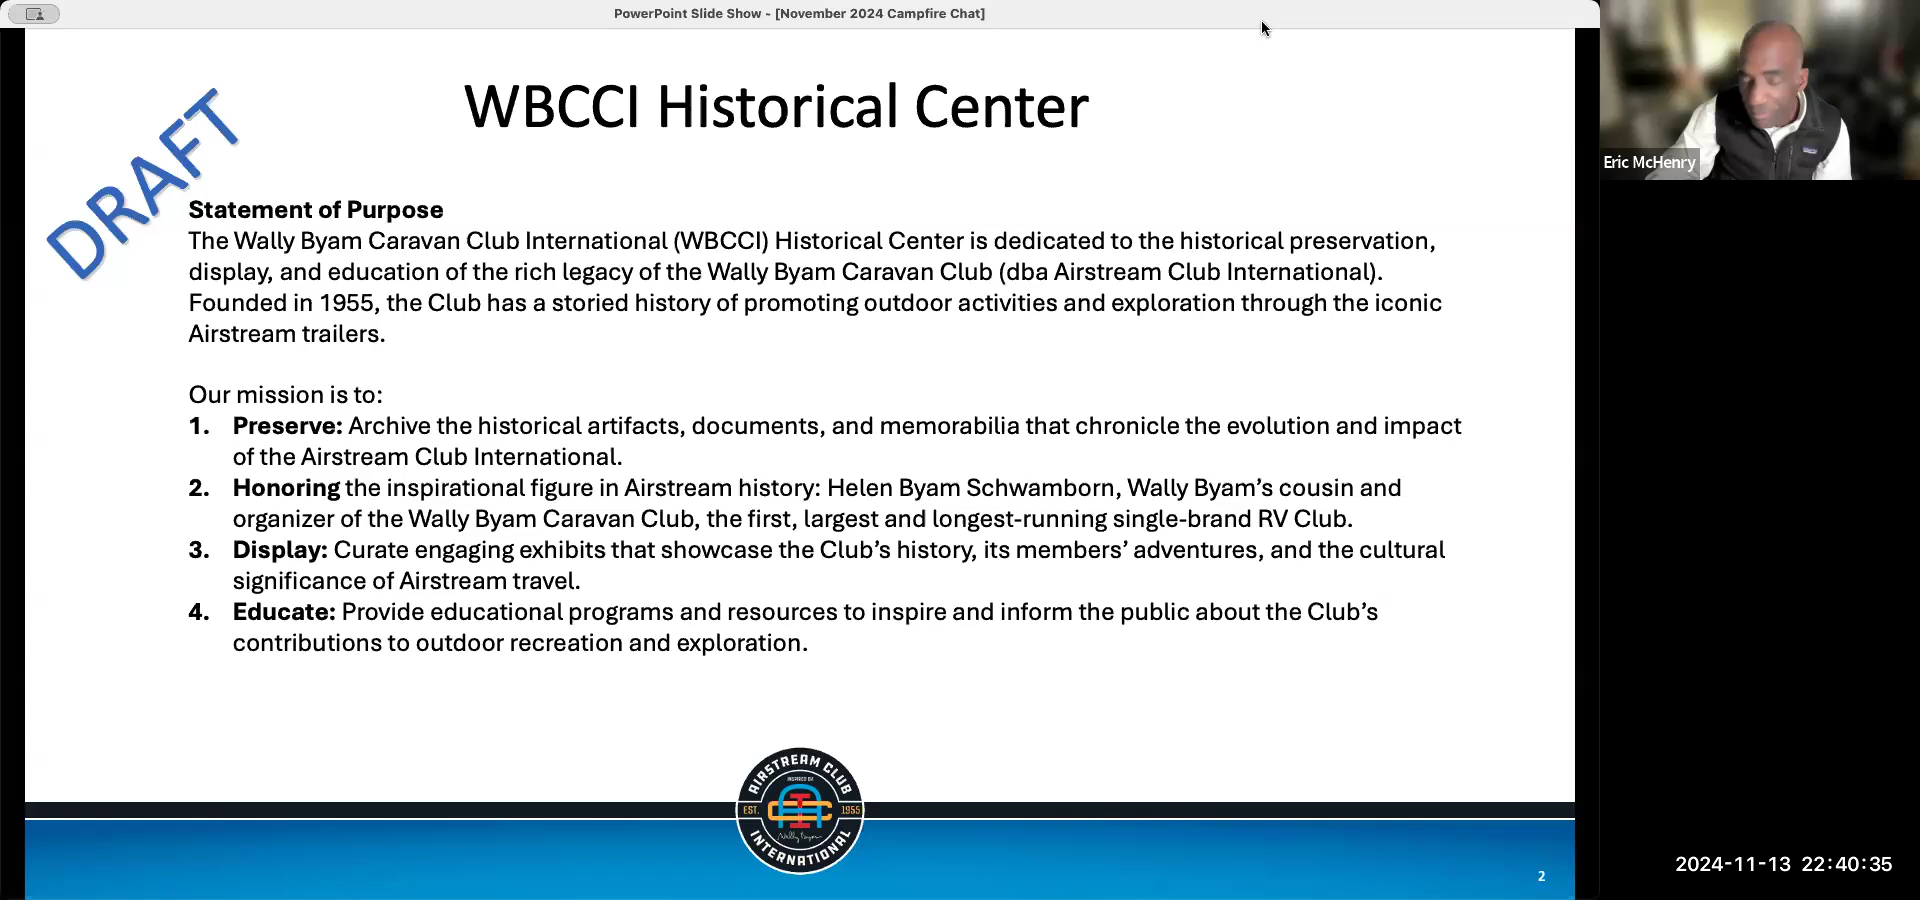 PowerPoint Slide Show - [November 2024 Campfire Chat]
WBCCI Historical Center
DRAFT
Statement of Purpose
The Wally Byam Caravan Club International (WBCCI) Historical Center is dedicated to the historical preservation,
display, and education of the rich legacy of the Wally Byam Caravan Club (dba Airstream Club International).
Founded in 1955, the Club has a storied history of promoting outdoor activities and exploration through the iconic
Airstream trailers.
Our mission is to:
1. Preserve: Archive the historical artifacts, documents, and memorabilia that chronicle the evolution and impact
of the Airstream Club International.
2. Honoring the inspirational figure in Airstream history: Helen Byam Schwamborn, Wally Byam’s cousin and
organizer of the Wally Byam Caravan Club, the first, largest and longest-running single-brand RV Club.
3. Display: Curate engaging exhibits that showcase the Club’s history, its members’ adventures, and the cultural
significance of Airstream travel.
4. Educate: Provide educational programs and resources to inspire and inform the public about the Club’s
contributions to outdoor recreation and exploration.
AIRSTREAM CLUB
INSPIRED BY
EST. 1955
Wally Byam
INTERNATIONAL
2
Eric McHenry
2024-11-13 22:40:35